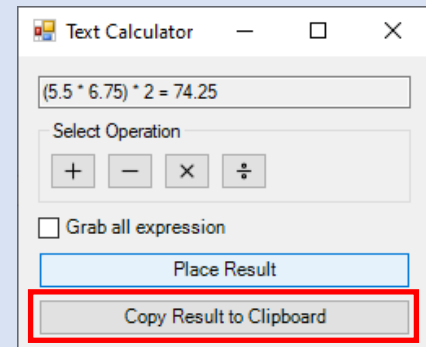 Text Calculator
(5.5 * 6.75) * 2 = 74.25
Select Operation
+ − × ÷
Grab all expression
Place Result
Copy Result to Clipboard